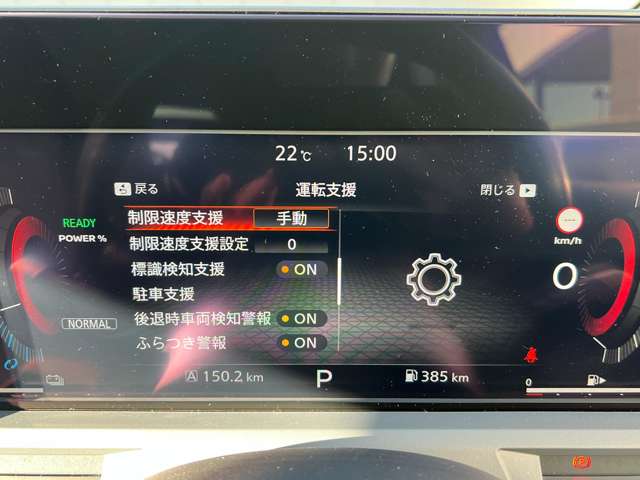 22℃ 15:00
戻る 運転支援 閉じる
制限速度支援 手動
制限速度支援設定 0
標識検知支援 ON
駐車支援
後退時車両検知警報 ON
ふらつき警報 ON
READY
POWER %
NORMAL
---
km/h
0
A 150.2 km P 385 km
0